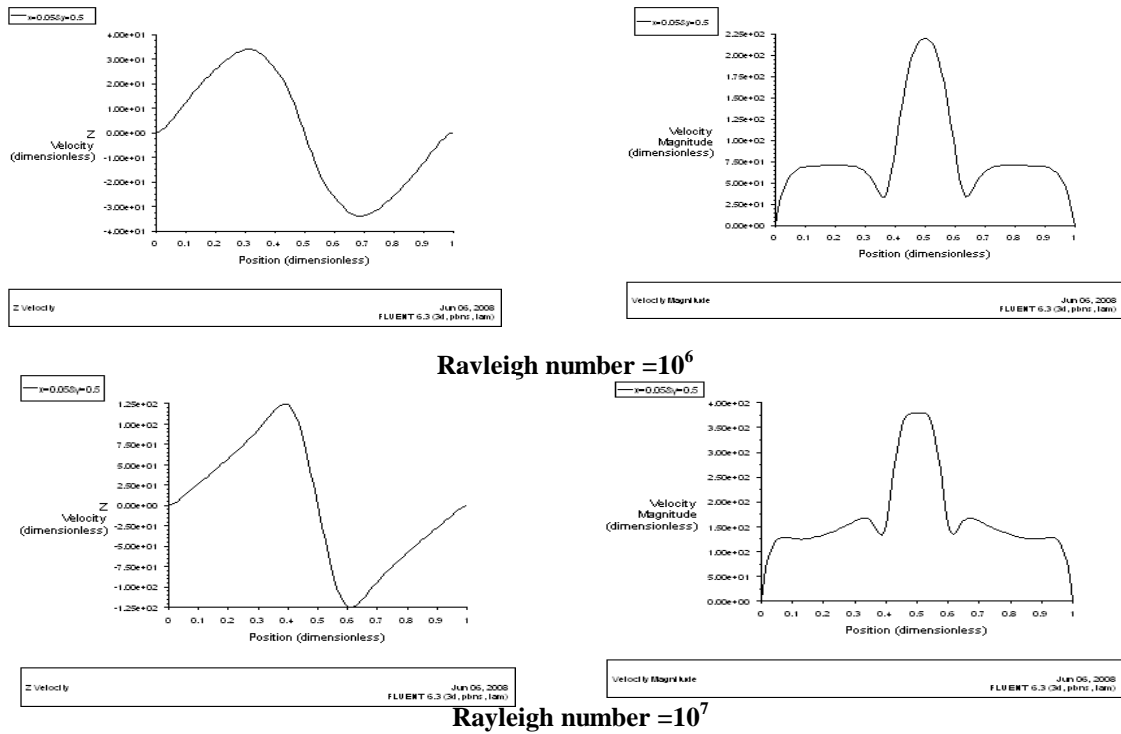 x=0.05&y=0.5
4.00e+01
3.00e+01
2.00e+01
1.00e+01
0.00e+00
-1.00e+01
-2.00e+01
-3.00e+01
-4.00e+01
Z
Velocity
(dimensionless)
0 0.1 0.2 0.3 0.4 0.5 0.6 0.7 0.8 0.9 1
Position (dimensionless)
Z Velocity
Jun 06, 2008
FLUENT 6.3 (3d, pbns, lam)
x=0.05&y=0.5
2.25e+02
2.00e+02
1.75e+02
1.50e+02
1.25e+02
1.00e+02
7.50e+01
5.00e+01
2.50e+01
0.00e+00
Velocity
Magnitude
(dimensionless)
0 0.1 0.2 0.3 0.4 0.5 0.6 0.7 0.8 0.9 1
Position (dimensionless)
Velocity Magnitude
Jun 06, 2008
FLUENT 6.3 (3d, pbns, lam)
Rayleigh number =10^6
x=0.05&y=0.5
1.25e+02
1.00e+02
7.50e+01
5.00e+01
2.50e+01
0.00e+00
-2.50e+01
-5.00e+01
-7.50e+01
-1.00e+02
-1.25e+02
Z
Velocity
(dimensionless)
0 0.1 0.2 0.3 0.4 0.5 0.6 0.7 0.8 0.9 1
Position (dimensionless)
Z Velocity
Jun 06, 2008
FLUENT 6.3 (3d, pbns, lam)
x=0.05&y=0.5
4.00e+02
3.50e+02
3.00e+02
2.50e+02
2.00e+02
1.50e+02
1.00e+02
5.00e+01
0.00e+00
Velocity
Magnitude
(dimensionless)
0 0.1 0.2 0.3 0.4 0.5 0.6 0.7 0.8 0.9 1
Position (dimensionless)
Velocity Magnitude
Jun 06, 2008
FLUENT 6.3 (3d, pbns, lam)
Rayleigh number =10^7